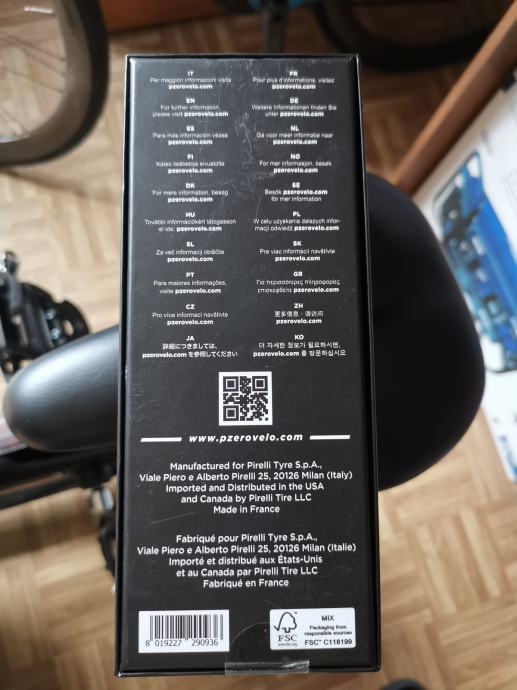 IT
Per maggiori informazioni visita
pzerovelo.com
EN
For further information,
please visit pzerovelo.com
ES
Para más información véase
pzerovelo.com
FI
Katso lisätietoja sivustolta
pzerovelo.com
DK
For mere information, besøg
pzerovelo.com
HU
További információkért látogasson
el ide: pzerovelo.com
SL
Za več informacij obiščite
pzerovelo.com
PT
Para maiores informações,
visite pzerovelo.com
CZ
Pro více informací navštivte
pzerovelo.com
JA
詳細につきましては、
pzerovelo.com を参照してください
FR
Pour plus d'informations, visitez
pzerovelo.com
DE
Weitere Informationen finden Sie
unter pzerovelo.com
NL
Ga voor meer informatie naar
pzerovelo.com
NO
For mer informasjon, besøk
pzerovelo.com
SE
Besök pzerovelo.com
för mer information
PL
W celu uzyskania dalszych infor-
macji odwiedź pzerovelo.com
SK
Pre viac informácií navštívte
pzerovelo.com
GR
Για περισσότερες πληροφορίες
επισκεφθείτε pzerovelo.com
ZH
更多信息，请访问
pzerovelo.com
KO
더 자세한 정보가 필요하시면,
pzerovelo.com 를 방문하십시오
www.pzerovelo.com
Manufactured for Pirelli Tyre S.p.A.,
Viale Piero e Alberto Pirelli 25, 20126 Milan (Italy)
Imported and Distributed in the USA
and Canada by Pirelli Tire LLC
Made in France
Fabriqué pour Pirelli Tyre S.p.A.,
Viale Piero e Alberto Pirelli 25, 20126 Milan (Italie)
Importé et distribué aux États-Unis
et au Canada par Pirelli Tire LLC
Fabriqué en France
8 019227 290936
FSC
www.fsc.org
MIX
Packaging from
responsible sources
FSC® C118199